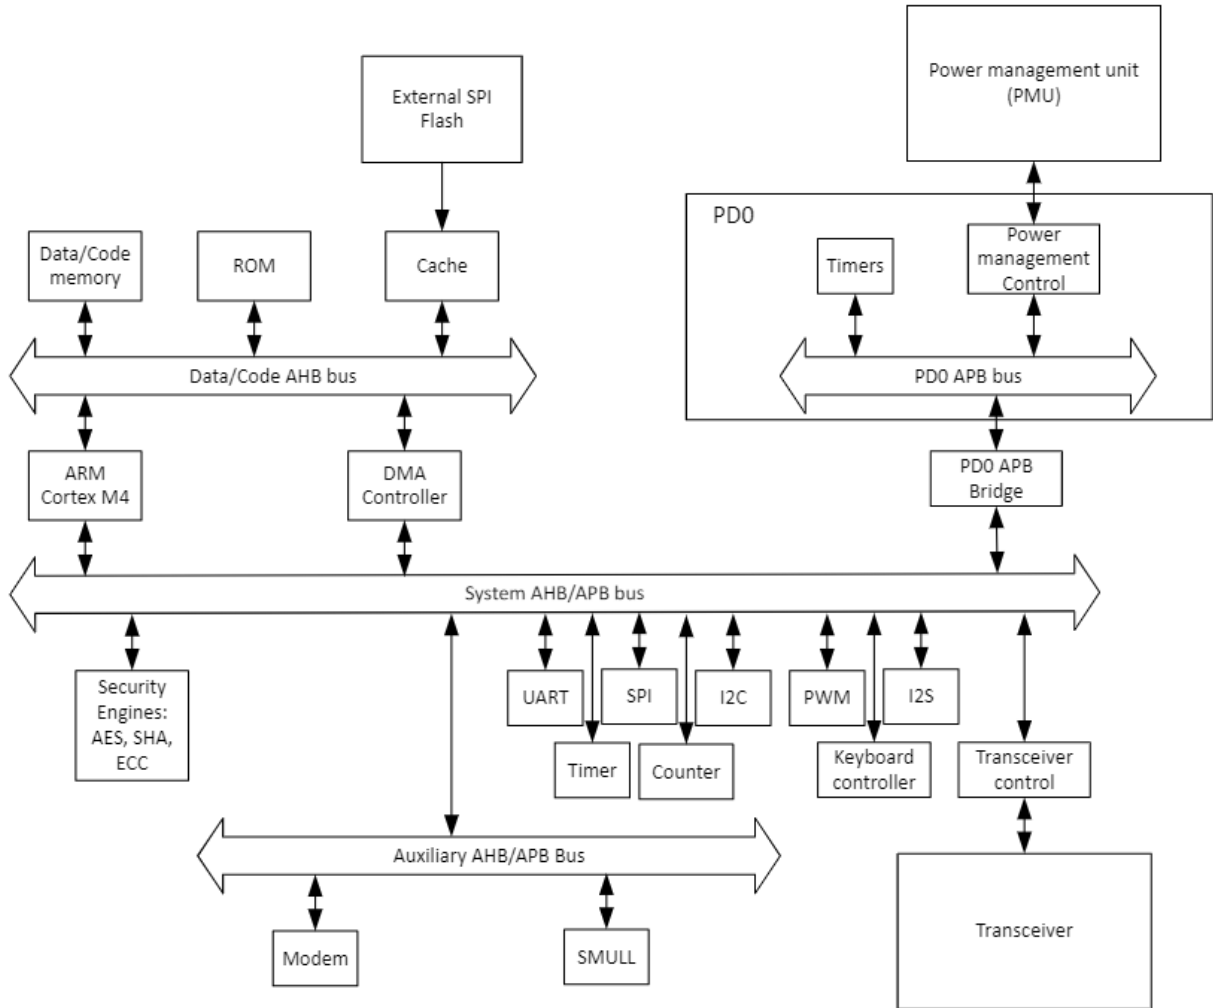 Power management unit
(PMU)
External SPI
Flash
PD0
Data/Code
memory
ROM
Cache
Timers
Power
management
Control
Data/Code AHB bus
PD0 APB bus
ARM
Cortex M4
DMA
Controller
PD0 APB
Bridge
System AHB/APB bus
Security
Engines:
AES, SHA,
ECC
UART
SPI
I2C
PWM
I2S
Timer
Counter
Keyboard
controller
Transceiver
control
Auxiliary AHB/APB Bus
Modem
SMULL
Transceiver